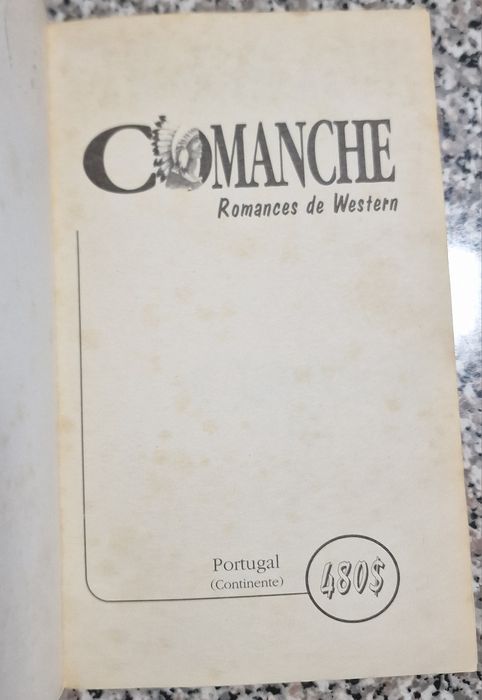 COMANCHE
Romances de Western
Portugal
(Continente)
480$